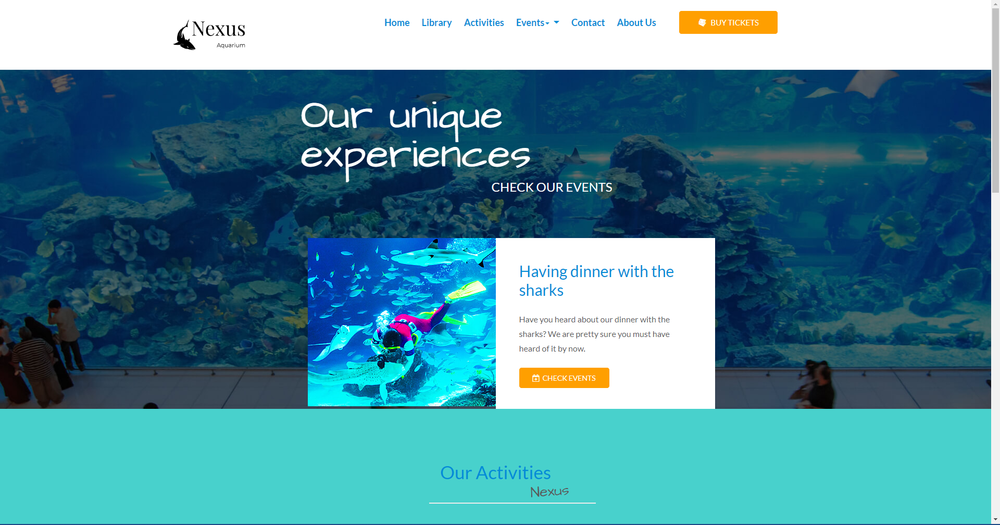 Nexus
Aquarium
Home Library Activities Events Contact About Us BUY TICKETS
Our unique
experiences
CHECK OUR EVENTS
Having dinner with the
sharks
Have you heard about our dinner with the
sharks? We are pretty sure you must have
heard of it by now.
CHECK EVENTS
Our Activities
Nexus